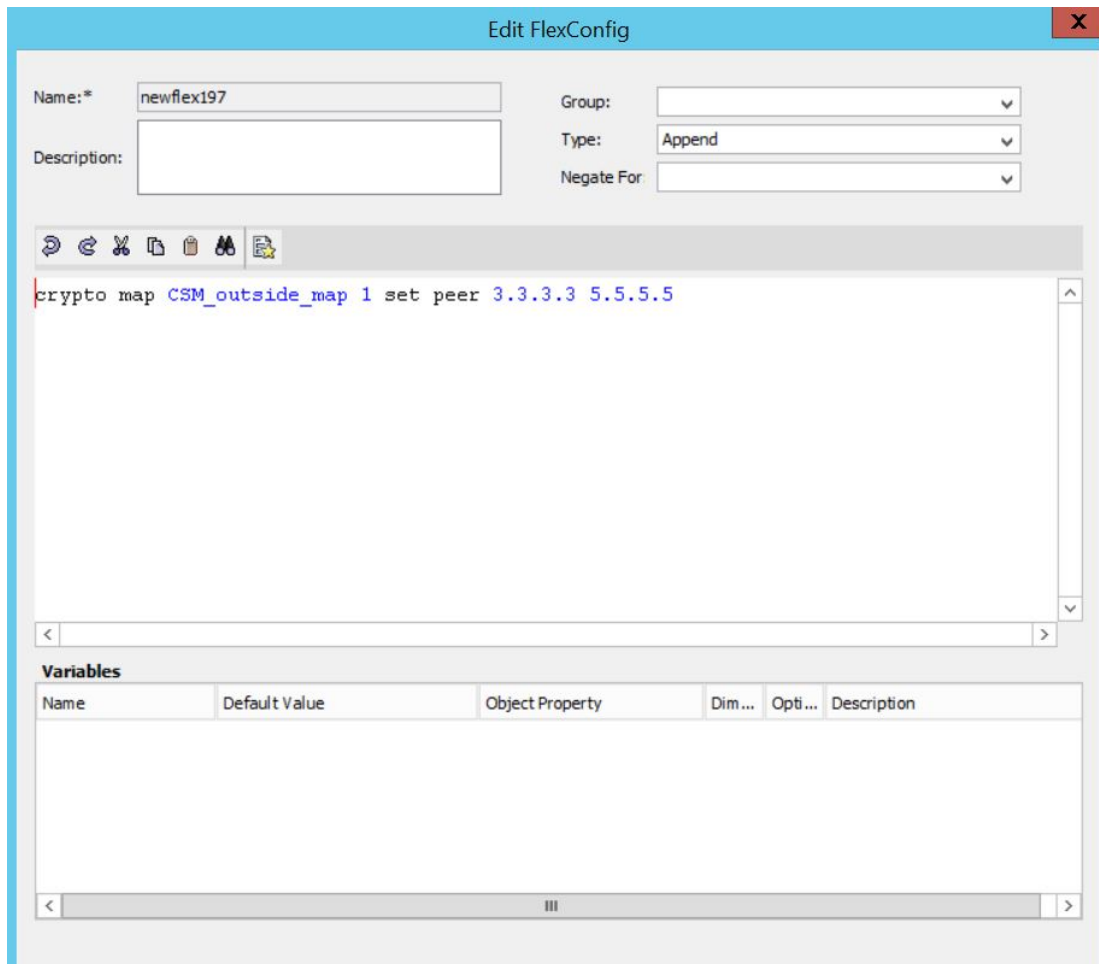 Edit FlexConfig
X
Name:* newflex197
Description:
Group:
Type: Append
Negate For
crypto map CSM_outside_map 1 set peer 3.3.3.3 5.5.5.5
Variables
Name Default Value Object Property Dim... Opti... Description